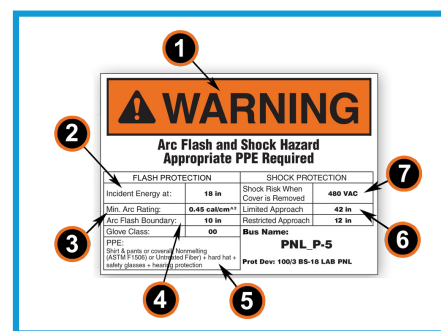 1
WARNING
2
Arc Flash and Shock Hazard
Appropriate PPE Required
7
FLASH PROTECTION SHOCK PROTECTION
Incident Energy at: 18 in Shock Risk When Cover is Removed 480 VAC
Min. Arc Rating: 0.45 cal/cm^2 Limited Approach 42 in
Arc Flash Boundary: 10 in Restricted Approach 12 in
3
6
Glove Class: 00 Bus Name:
PPE: PNL_P-5
Shirt & pants or coverall, Nonmelting
(ASTM F1506) or Untreated Fiber) + hard hat +
safety glasses + hearing protection
Prot Dev: 100/3 BS-18 LAB PNL
4
5